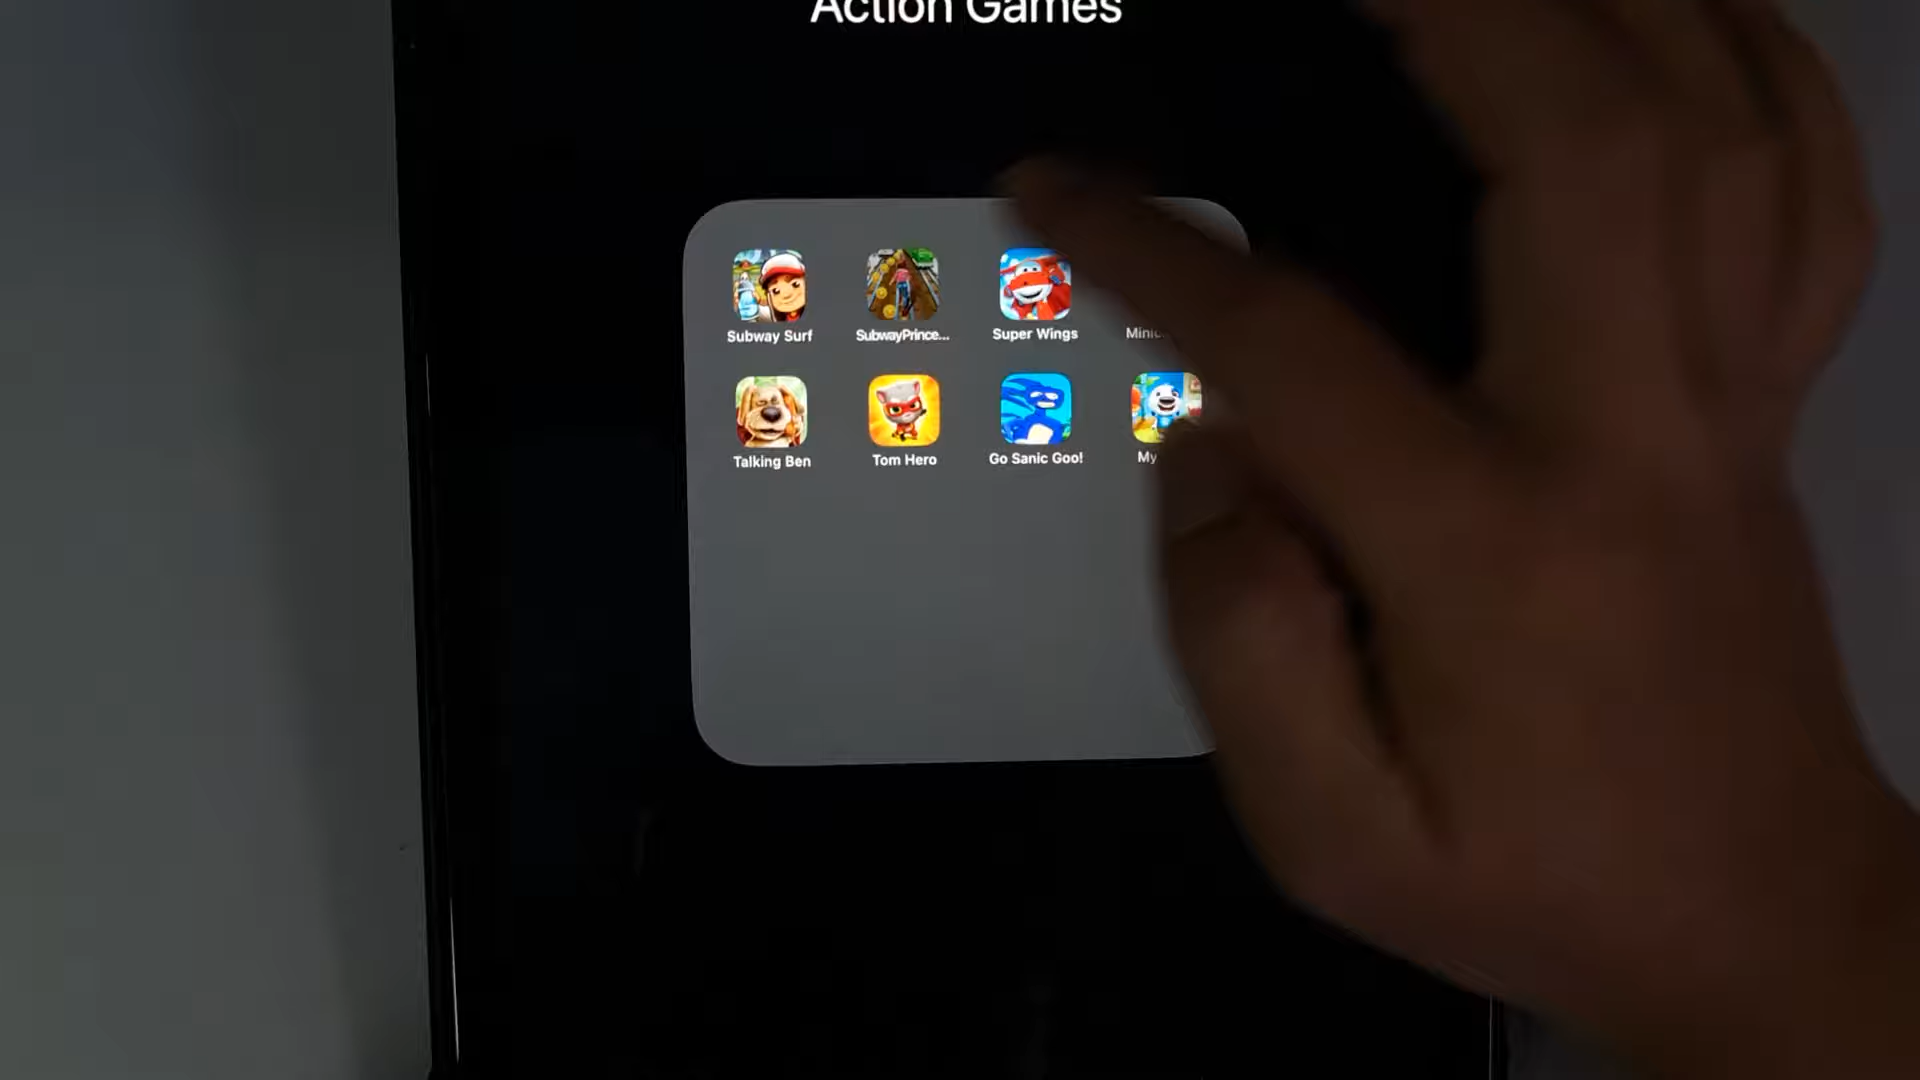 Action Games
Subway Surf
SubwayPrince...
Super Wings
Talking Ben
Tom Hero
Go Sanic Goo!
My